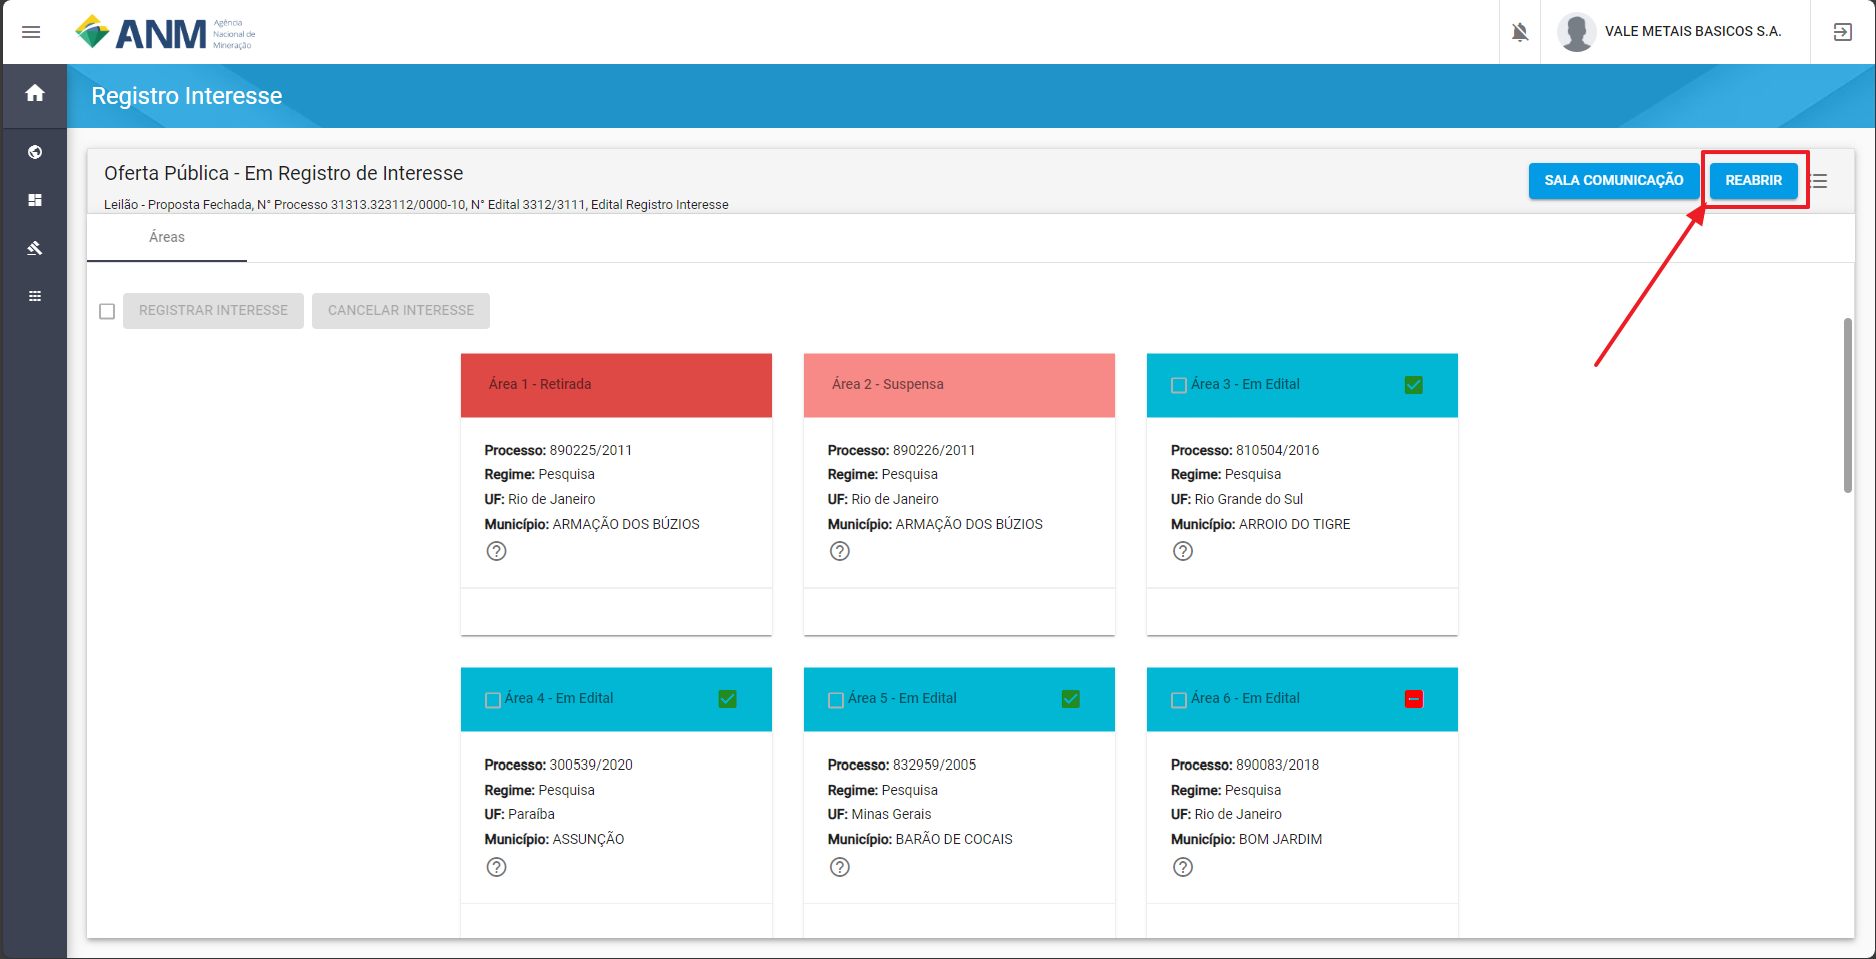 ANM
Agência
Nacional de
Mineração
VALE METAIS BASICOS S.A.
Registro Interesse
Oferta Pública - Em Registro de Interesse
Leilão - Proposta Fechada, N° Processo 31313.323112/0000-10, N° Edital 3312/3111, Edital Registro Interesse
SALA COMUNICAÇÃO
REABRIR
Áreas
REGISTRAR INTERESSE
CANCELAR INTERESSE
Área 1 - Retirada
Processo: 890225/2011
Regime: Pesquisa
UF: Rio de Janeiro
Município: ARMAÇÃO DOS BÚZIOS
Área 2 - Suspensa
Processo: 890226/2011
Regime: Pesquisa
UF: Rio de Janeiro
Município: ARMAÇÃO DOS BÚZIOS
Área 3 - Em Edital
Processo: 810504/2016
Regime: Pesquisa
UF: Rio Grande do Sul
Município: ARROIO DO TIGRE
Área 4 - Em Edital
Processo: 300539/2020
Regime: Pesquisa
UF: Paraíba
Município: ASSUNÇÃO
Área 5 - Em Edital
Processo: 832959/2005
Regime: Pesquisa
UF: Minas Gerais
Município: BARÃO DE COCAIS
Área 6 - Em Edital
Processo: 890083/2018
Regime: Pesquisa
UF: Rio de Janeiro
Município: BOM JARDIM